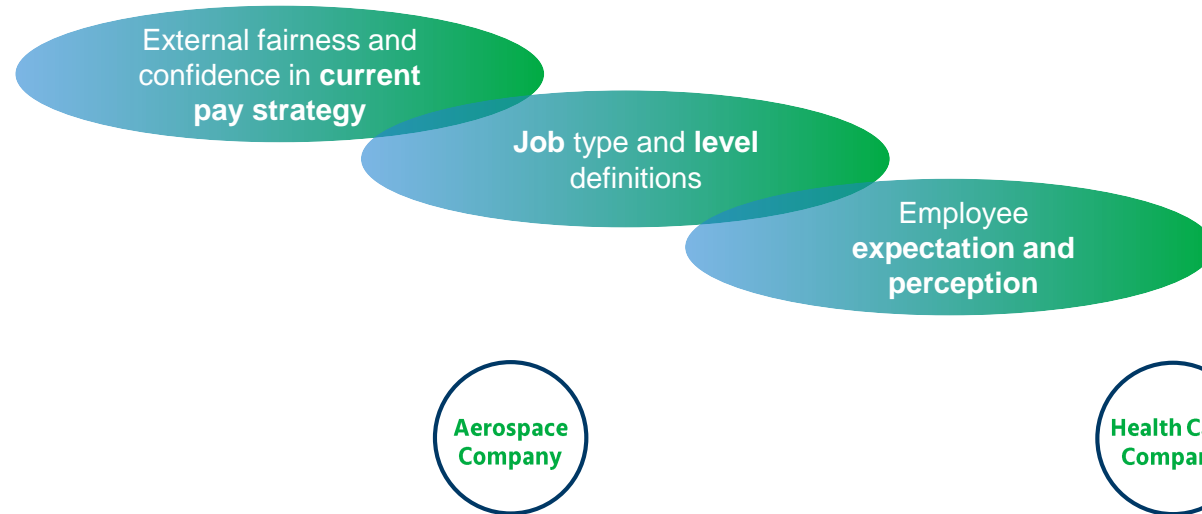 External fairness and
confidence in current
pay strategy
Job type and level
definitions
Employee
expectation and
perception
Aerospace
Company
Health